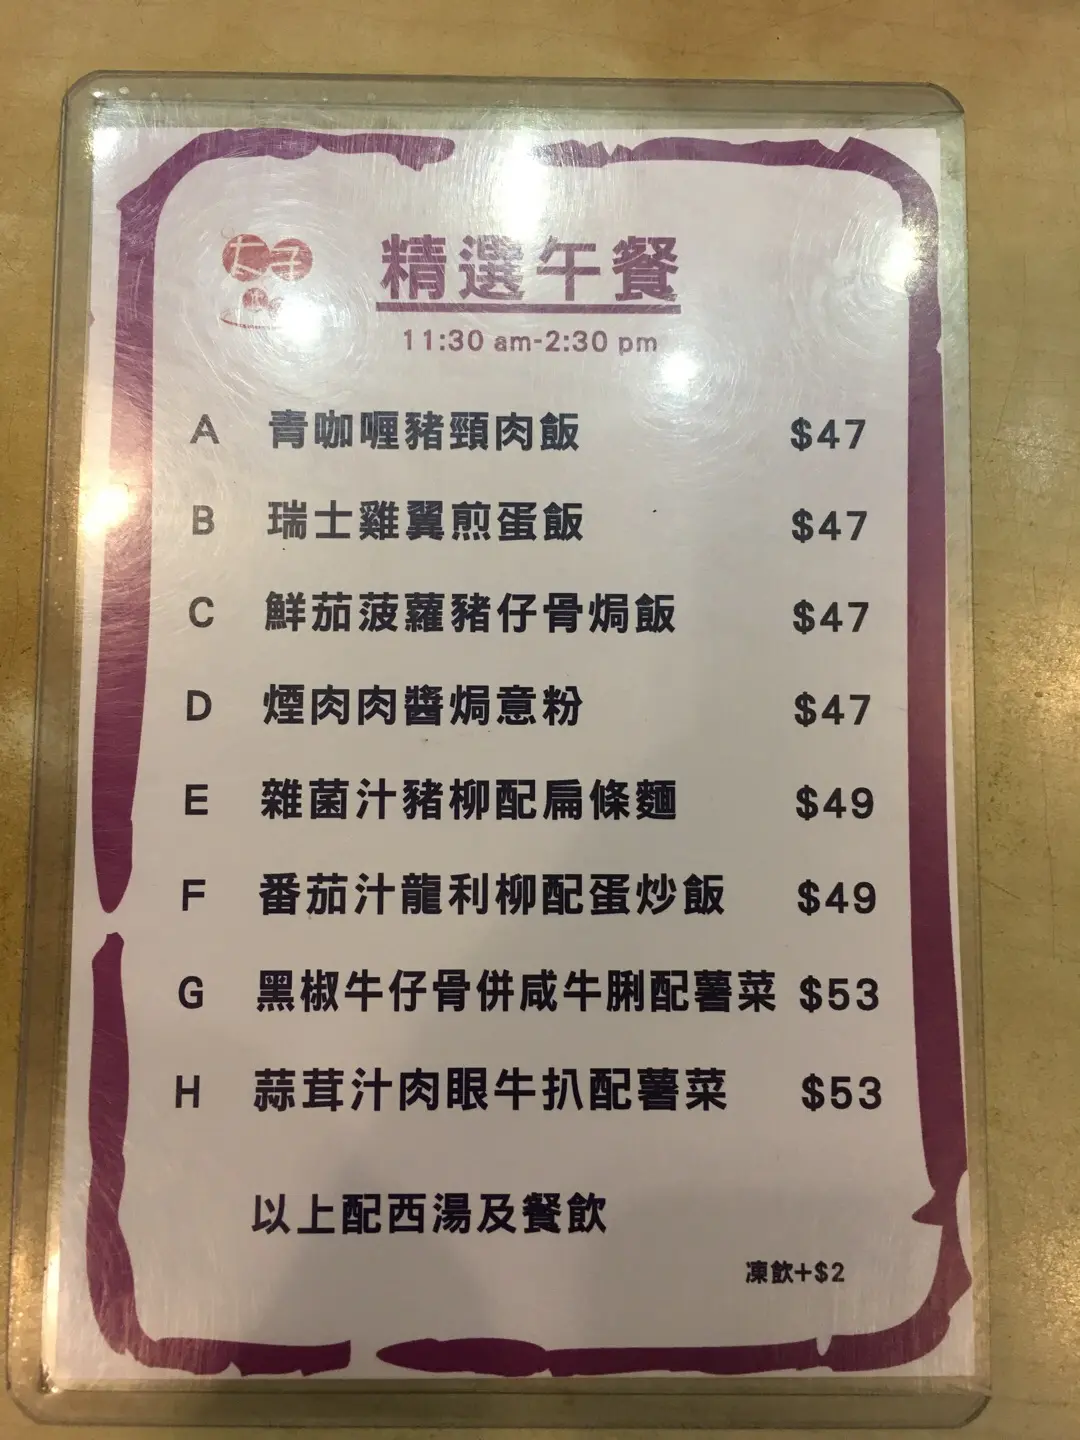 太子
精選午餐
11:30 am-2:30 pm
A 青咖喱豬頸肉飯 $47
B 瑞士雞翼煎蛋飯 $47
C 鮮茄菠蘿豬仔骨焗飯 $47
D 煙肉肉醬焗意粉 $47
E 雜菌汁豬柳配扁條麵 $49
F 番茄汁龍利柳配蛋炒飯 $49
G 黑椒牛仔骨併咸牛脷配薯菜 $53
H 蒜茸汁肉眼牛扒配薯菜 $53
以上配西湯及餐飲
凍飲+$2